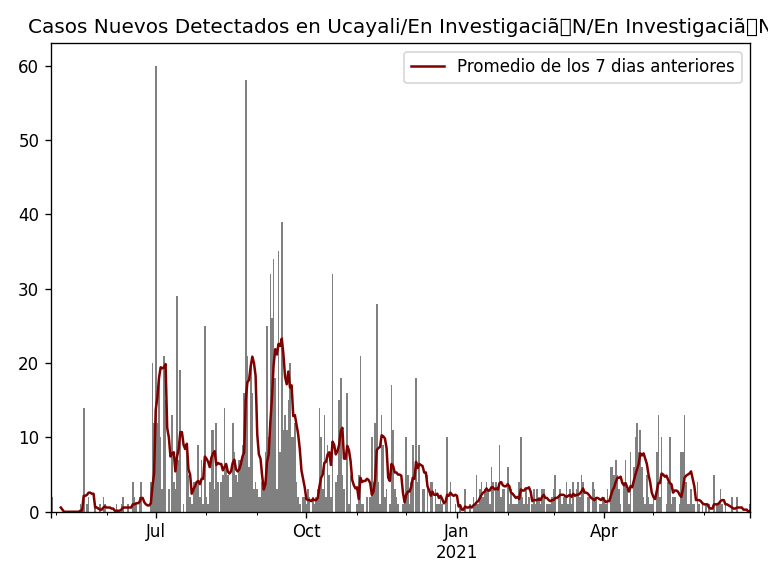 Casos Nuevos Detectados en Ucayali/En Investigaciã▯N/En Investigaciã▯N
Promedio de los 7 dias anteriores
60
50
40
30
20
10
0
Jul Oct Jan Apr
2021